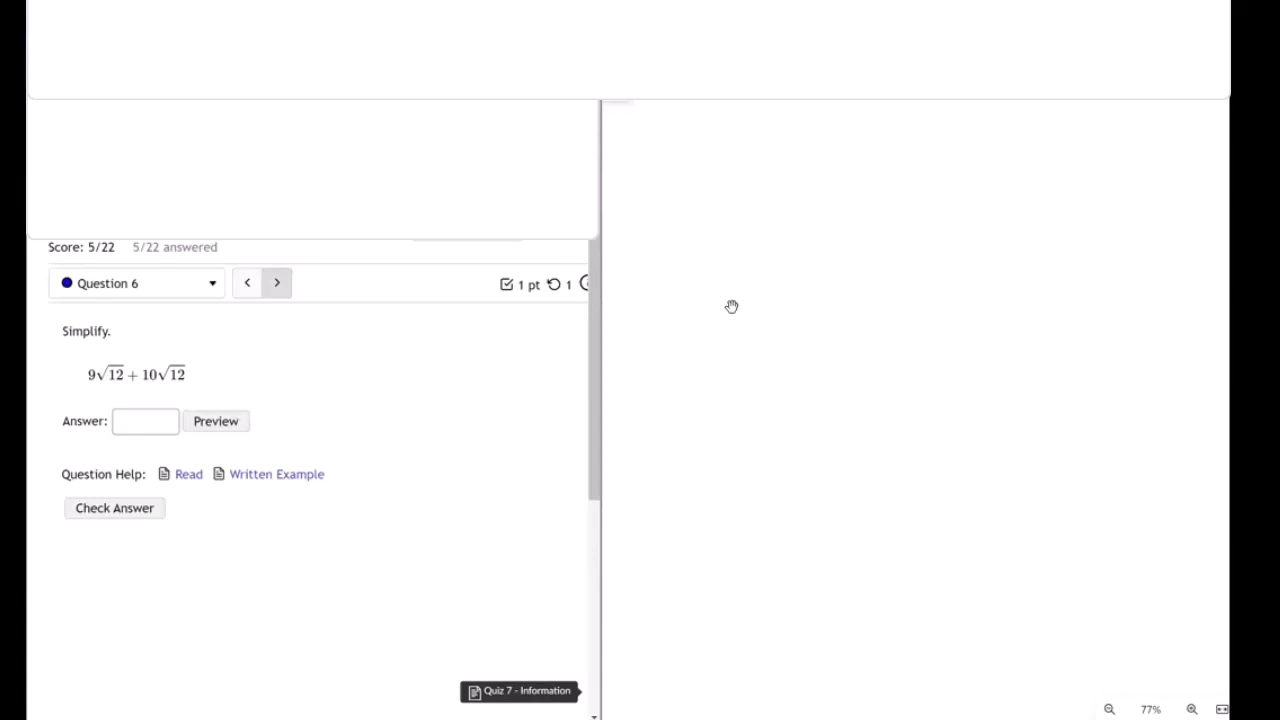 Score: 5/22 5/22 answered
Question 6 1 pt 1
Simplify.
9√12 + 10√12
Answer: Preview
Question Help: Read Written Example
Check Answer
Quiz 7 - Information
77%